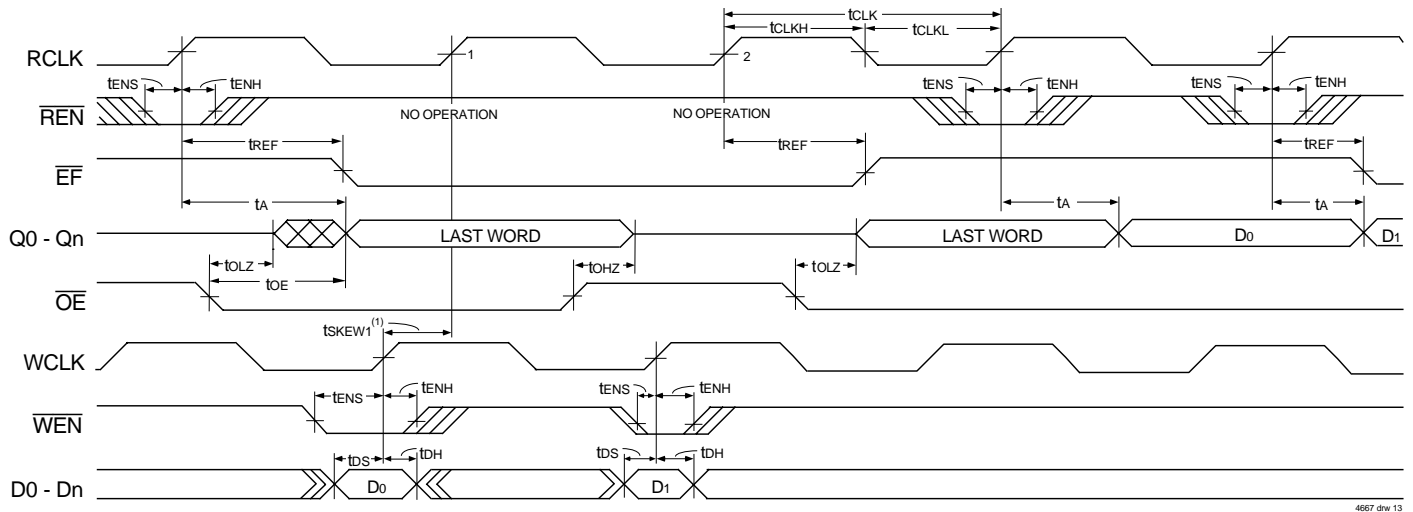 tCLK
tCLKH
tCLKL
RCLK
1
2
tENS
tENH
tENS
tENH
tENS
tENH
REN
NO OPERATION
NO OPERATION
tREF
tREF
tREF
EF
tA
tA
tA
Q0 - Qn
LAST WORD
LAST WORD
D0
D1
tOLZ
tOHZ
tOLZ
tOE
OE
tSKEW1(1)
WCLK
tENS
tENH
tENS
tENH
WEN
tDS
tDH
tDS
tDH
D0 - Dn
D0
D1
4667 drw 13